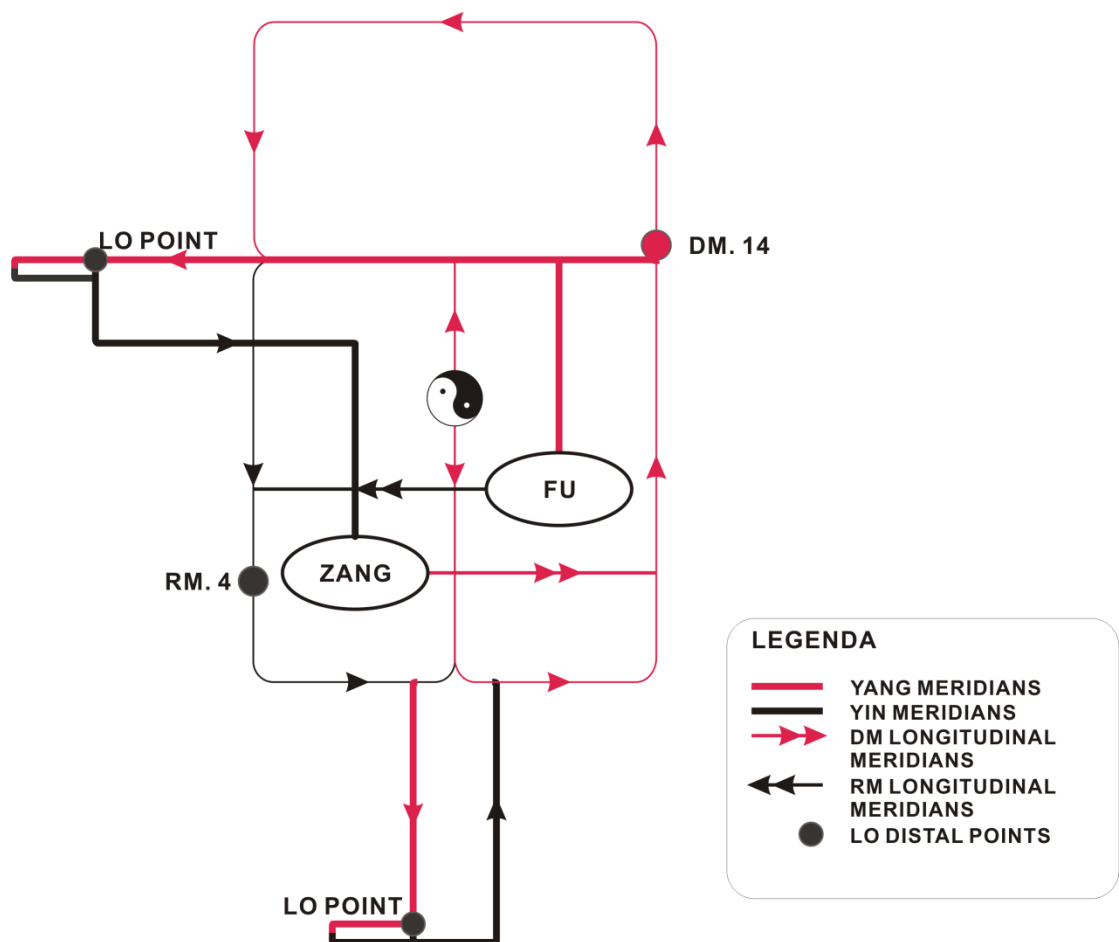 LO POINT
DM. 14
FU
ZANG
RM. 4
LEGENDA
YANG MERIDIANS
YIN MERIDIANS
DM LONGITUDINAL
MERIDIANS
RM LONGITUDINAL
MERIDIANS
LO DISTAL POINTS
LO POINT